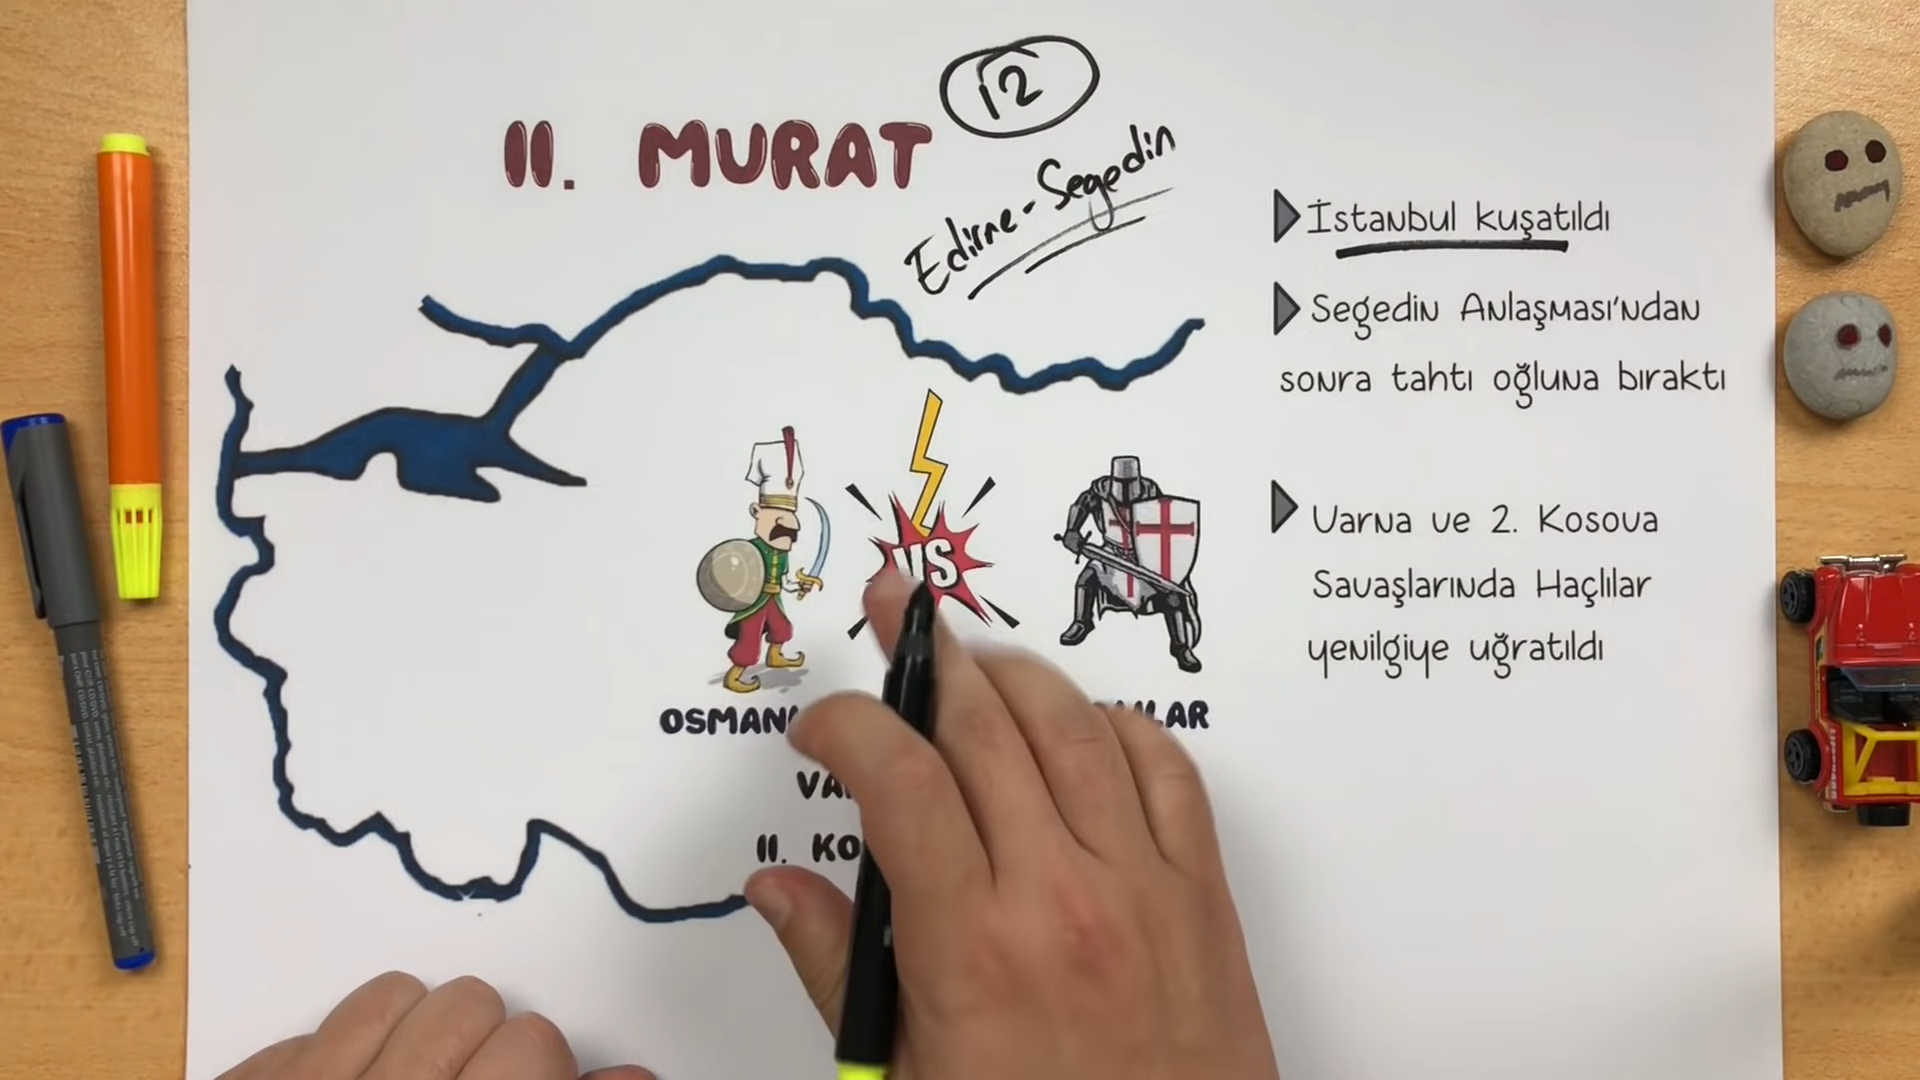 12
II. MURAT
Edirne-Segedin
İstanbul kuşatıldı
Segedin Anlaşması'ndan
sonra tahtı oğluna bıraktı
Varna ve 2. Kosova
Savaşlarında Haçlılar
yenilgiye uğratıldı
VS
II.